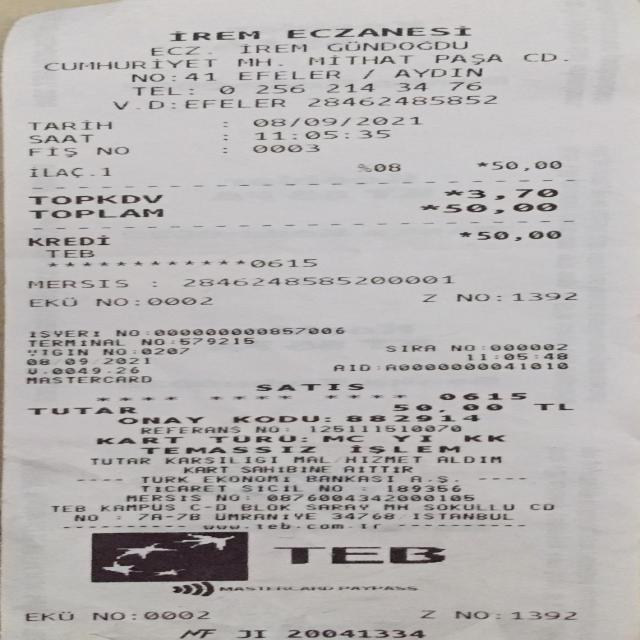 İREM ECZANESİ
ECZ. İREM GÜNDOĞDU
CUMHURİYET MH. MİTHAT PAŞA CD.
NO:41 EFELER / AYDIN
TEL: 0 256 214 34 76
V.D:EFELER 28462485852
TARİH : 08/09/2021
SAAT : 11:05:35
FİŞ NO : 0003
İLAÇ.1 %08 *50,00
TOPKDV *3,70
TOPLAM *50,00
KREDİ *50,00
TEB
************0615
MERSIS : 2846248585200001
EKÜ NO:0002 Z NO:1392
ISYERI NO:000000000857006
TERMINAL NO:579215
YIGIN NO:0207 SIRA NO:000002
08/09.2021 11:05:48
V.0049.26 AID:A0000000041010
MASTERCARD
SATIS
**** **** **** 0615
TUTAR 50,00 TL
ONAY KODU:882914
REFERANS NO: 125111510070
KART TURU:MC YI KK
TEMASSIZ İSLEM
TUTAR KARSILIGI MAL/HIZMET ALDIM
KART SAHIBINE AITTIR
---- TURK EKONOMI BANKASI A.S. ----
TICARET SICIL NO : 189356
MERSIS NO: 0876004342000105
TEB KAMPUS C-D BLOK SARAY MH SOKULLU CD
NO : 7A-7B UMRANIYE 34768 ISTANBUL
www.teb.com.tr
TEB
MASTERCARD PAYPASS
EKÜ NO:0002 Z NO:1392
MF JI 20041334